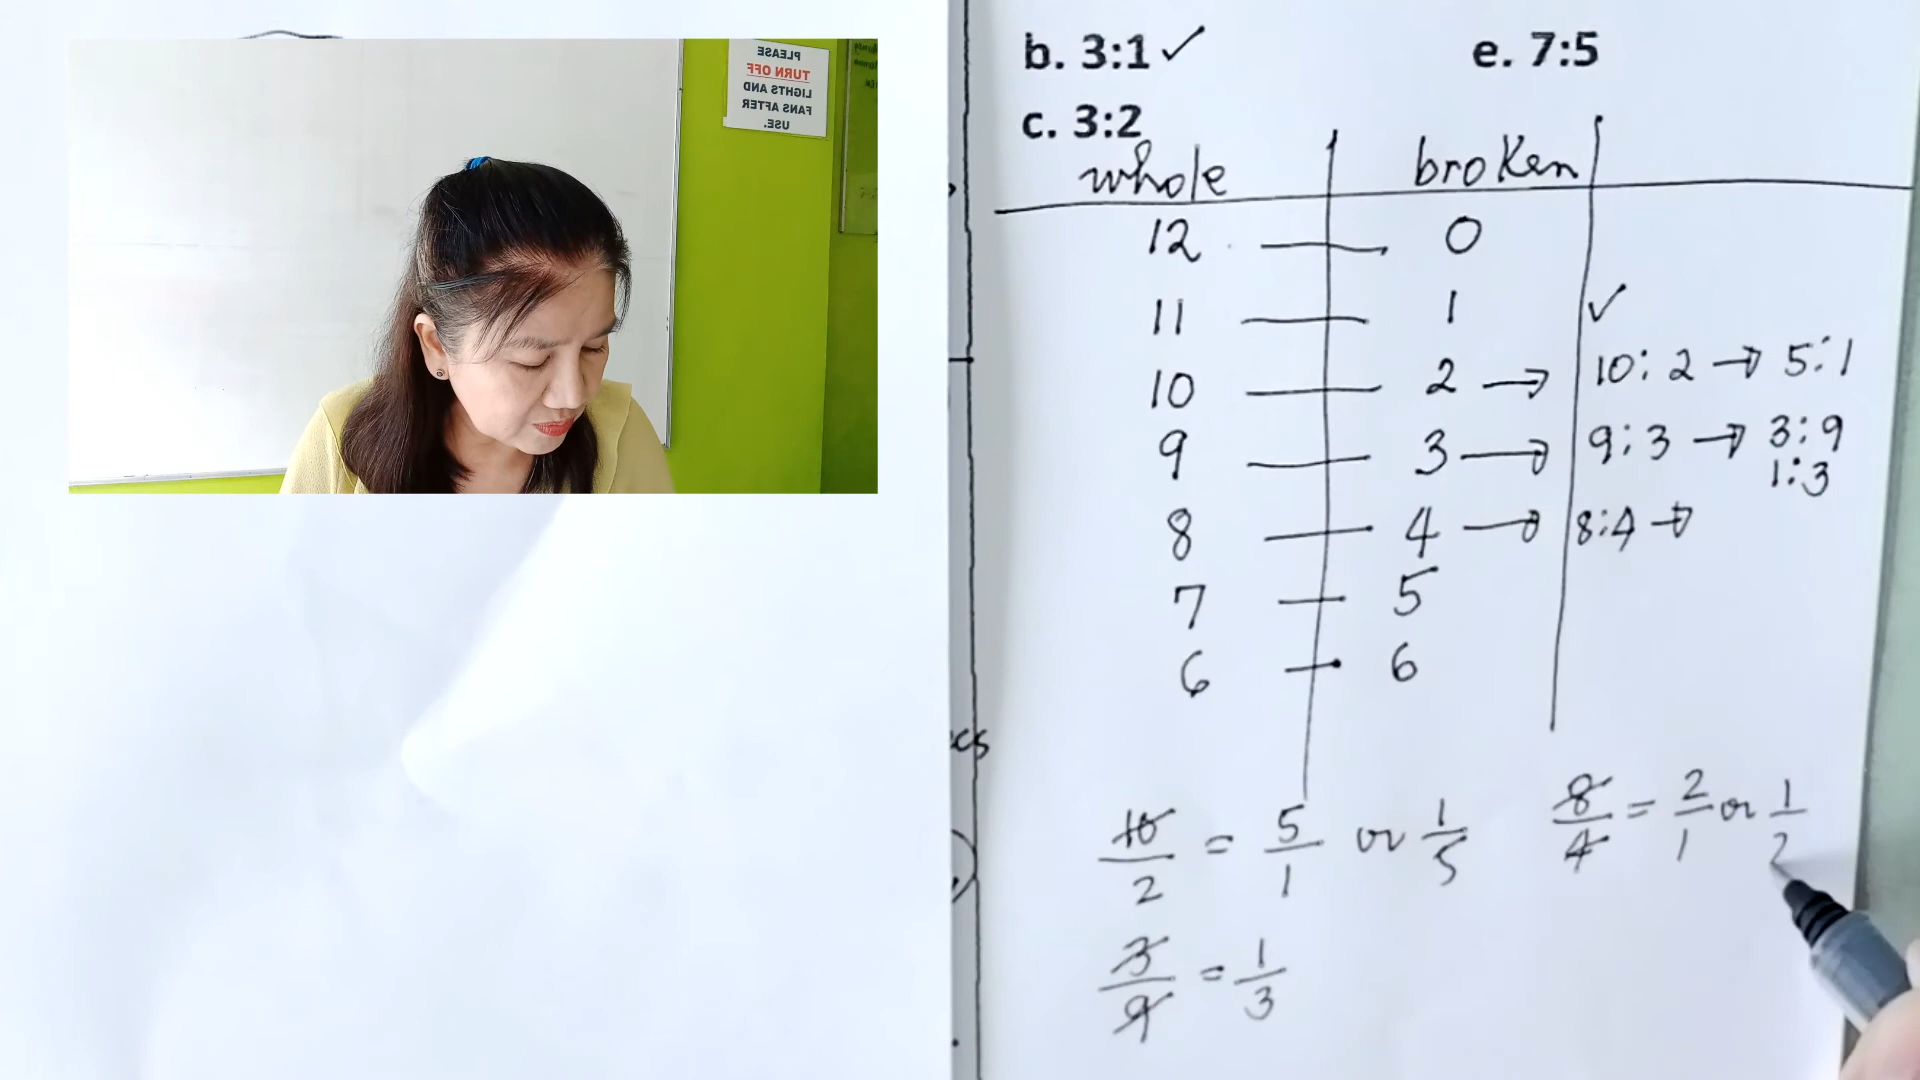 PLEASE
TURN OFF
LIGHTS AND
FANS AFTER
USE.
b. 3:1 ✓
e. 7:5
c. 3:2
whole broken
12 — 0
11 — 1 ✓
10 — 2 → 10:2 → 5:1
9 — 3 → 9:3 → 3:9
1:3
8 — 4 → 8:4 →
7 — 5
6 — 6
10/2 = 5/1 or 1/5
8/4 = 2/1 or 1/2
3/9 = 1/3